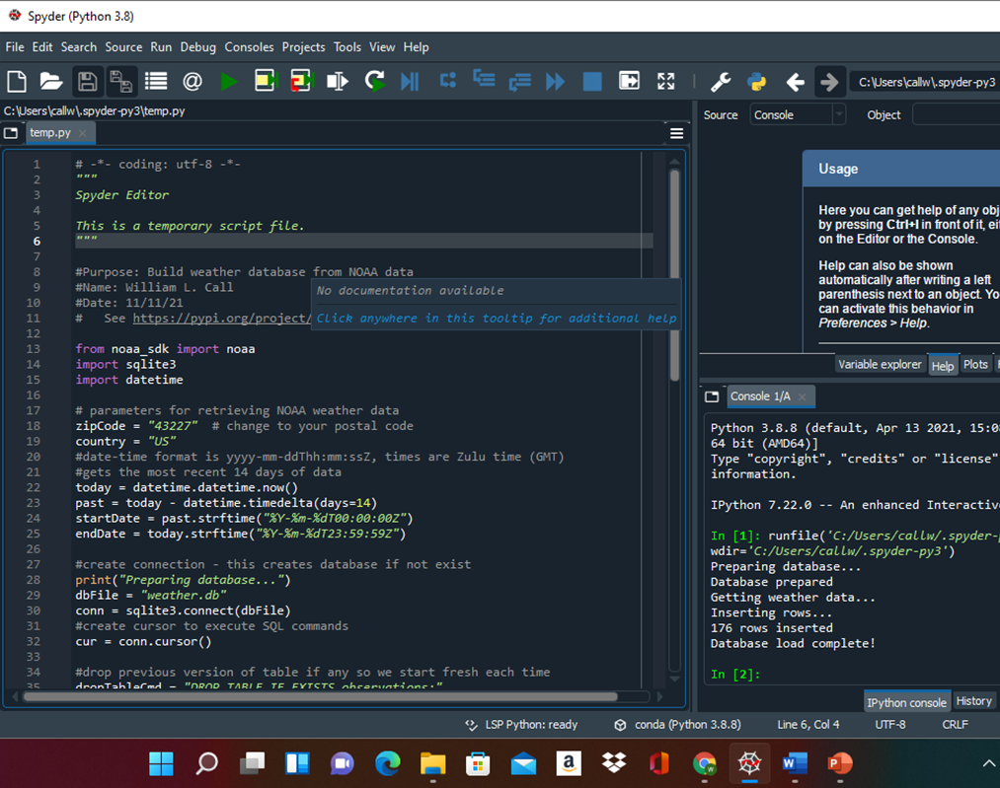 Spyder (Python 3.8)
File Edit Search Source Run Debug Consoles Projects Tools View Help
C:\Users\callw\.spyder-py3
C:\Users\callw\.spyder-py3\temp.py
temp.py
1 # -*- coding: utf-8 -*-
2 """
3 Spyder Editor
4
5 This is a temporary script file.
6 """
7
8 #Purpose: Build weather database from NOAA data
9 #Name: William L. Call
10 #Date: 11/11/21
11 #   See https://pypi.org/project/
No documentation available
Click anywhere in this tooltip for additional help
12
13 from noaa_sdk import noaa
14 import sqlite3
15 import datetime
16
17 # parameters for retrieving NOAA weather data
18 zipCode = "43227"  # change to your postal code
19 country = "US"
20 #date-time format is yyyy-mm-ddThh:mm:ssZ, times are Zulu time (GMT)
21 #gets the most recent 14 days of data
22 today = datetime.datetime.now()
23 past = today - datetime.timedelta(days=14)
24 startDate = past.strftime("%Y-%m-%dT00:00:00Z")
25 endDate = today.strftime("%Y-%m-%dT23:59:59Z")
26
27 #create connection - this creates database if not exist
28 print("Preparing database...")
29 dbFile = "weather.db"
30 conn = sqlite3.connect(dbFile)
31 #create cursor to execute SQL commands
32 cur = conn.cursor()
33
34 #drop previous version of table if any so we start fresh each time
35 dropTableCmd = "DROP TABLE IF EXISTS observations;"
Source Console Object
Usage
Here you can get help of any obj
by pressing Ctrl+I in front of it, ei
on the Editor or the Console.
Help can also be shown
automatically after writing a left
parenthesis next to an object. Yo
can activate this behavior in
Preferences > Help.
Variable explorer Help Plots
Console 1/A
Python 3.8.8 (default, Apr 13 2021, 15:08
64 bit (AMD64)]
Type "copyright", "credits" or "license"
information.
IPython 7.22.0 -- An enhanced Interactive
In [1]: runfile('C:/Users/callw/.spyder-p
wdir='C:/Users/callw/.spyder-py3')
Preparing database...
Database prepared
Getting weather data...
Inserting rows...
176 rows inserted
Database load complete!
In [2]:
IPython console History
LSP Python: ready conda (Python 3.8.8) Line 6, Col 4 UTF-8 CRLF